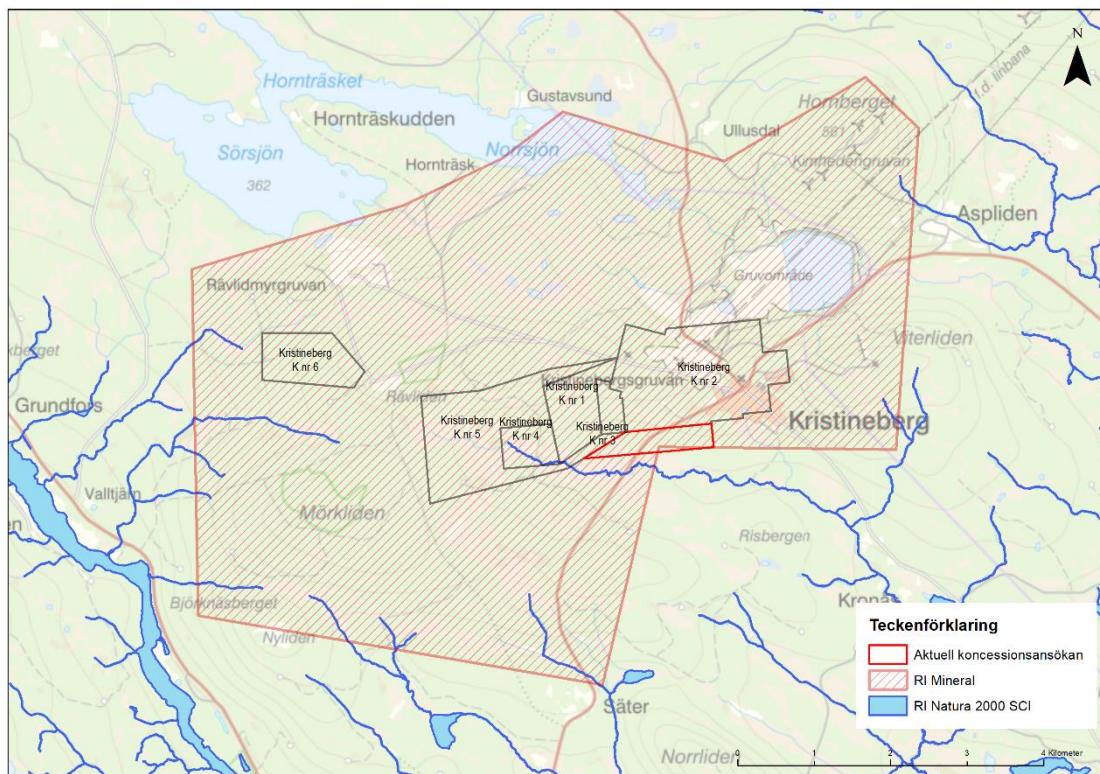 N
Hornträsket
Gustavsund
Hornträskudden
Hornberget
561
f.d. linbana
Ullusdal
Kimhedengruvan
Norrsjön
Sörsjön
362
Hornträsk
Aspliden
Gruvområde
Rävlidmyrgruvan
Viterliden
Kristineberg
K nr 6
Kristineberg
K nr 2
Kristinebergsgruvan
Kristineberg
K nr 1
Rävliden
Grundfors
Kristineberg
K nr 5
Kristineberg
K nr 4
Kristineberg
K nr 3
Kristineberg
Valltjärn
Mörkliden
Risbergen
Björknäsberget
Nyliden
Säter
Norrliden
Teckenförklaring
Aktuell koncessionsansökan
RI Mineral
RI Natura 2000 SCI
0 1 2 3 4 Kilometer